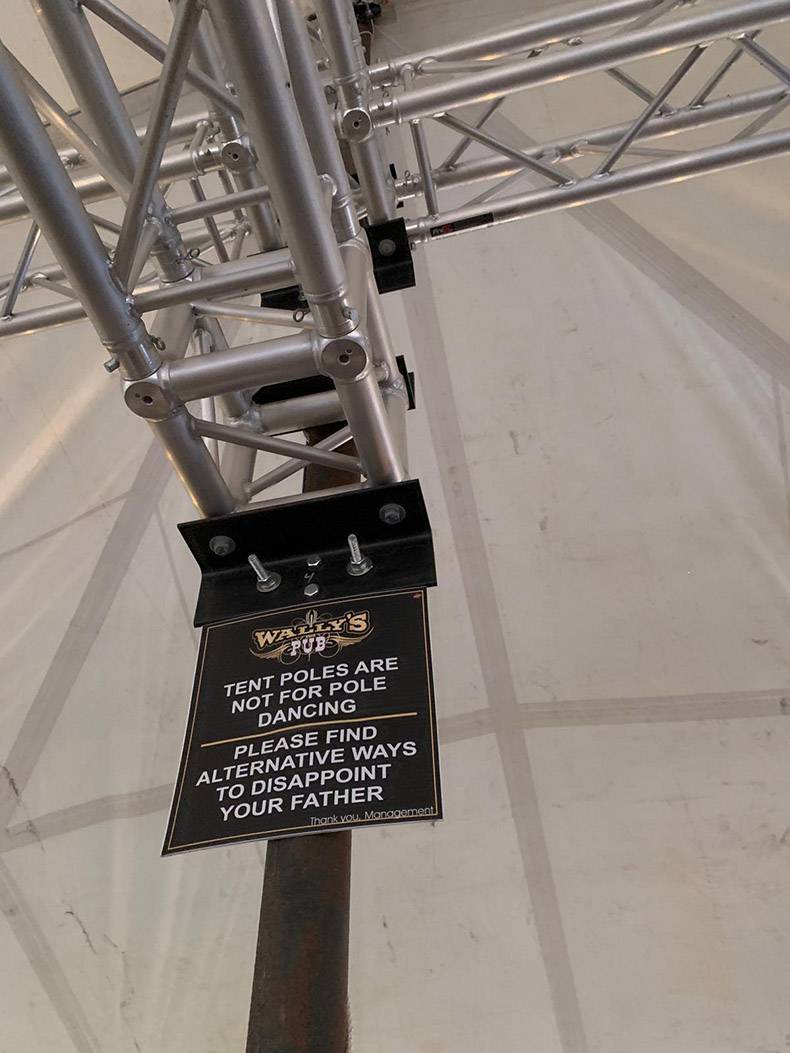 WALLY'S
PUB
TENT POLES ARE
NOT FOR POLE
DANCING
PLEASE FIND
ALTERNATIVE WAYS
TO DISAPPOINT
YOUR FATHER
Thank you, Management
4